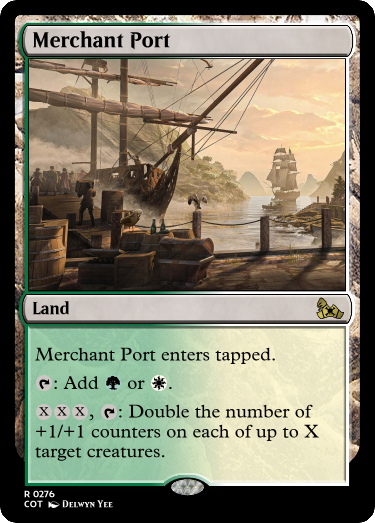 Merchant Port
Land
Merchant Port enters tapped.
: Add or .
X X X, : Double the number of
+1/+1 counters on each of up to X
target creatures.
R 0276
COT Delwyn Yee